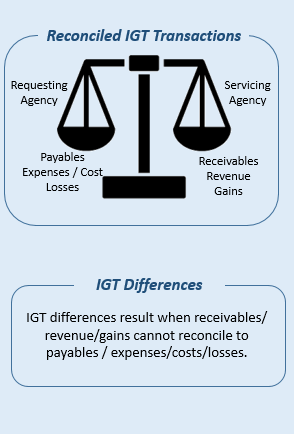 Reconciled IGT Transactions
Requesting
Agency
Servicing
Agency
Payables
Expenses / Cost
Losses
Receivables
Revenue
Gains
IGT Differences
IGT differences result when receivables/
revenue/gains cannot reconcile to
payables / expenses/costs/losses.